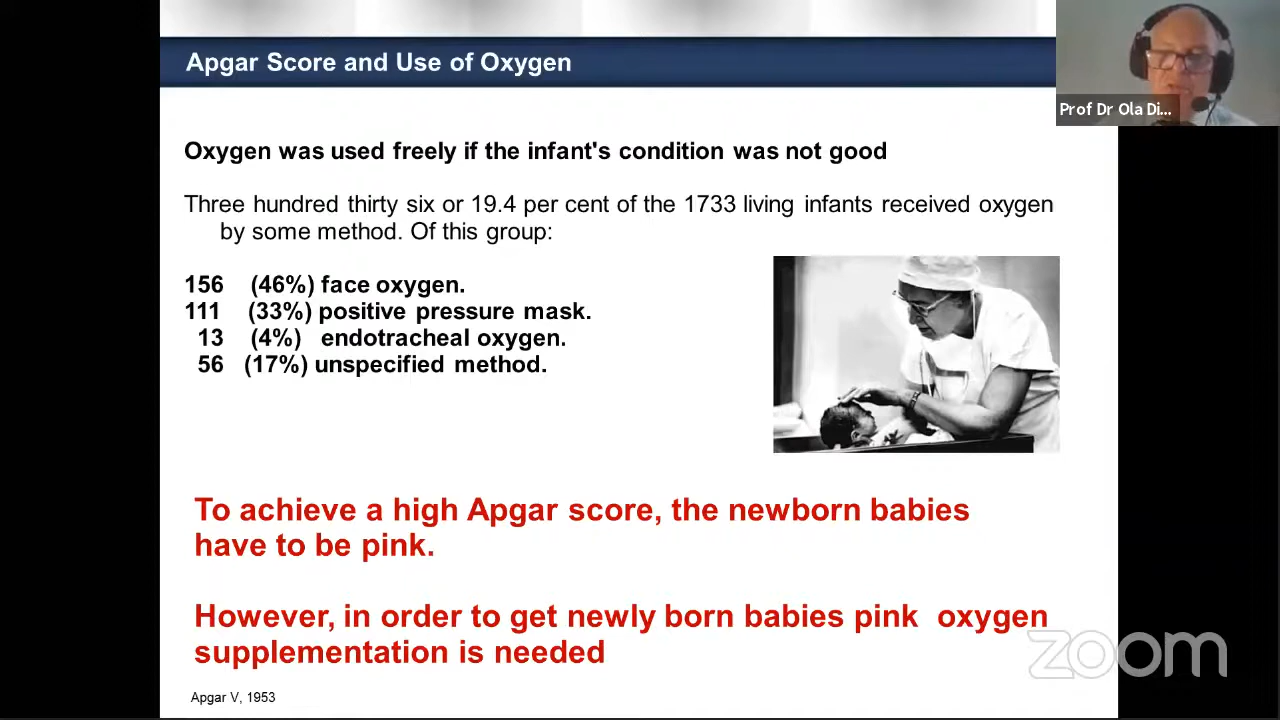 Apgar Score and Use of Oxygen
Prof Dr Ola Di...
Oxygen was used freely if the infant's condition was not good
Three hundred thirty six or 19.4 per cent of the 1733 living infants received oxygen
by some method. Of this group:
156 (46%) face oxygen.
111 (33%) positive pressure mask.
13 (4%) endotracheal oxygen.
56 (17%) unspecified method.
To achieve a high Apgar score, the newborn babies
have to be pink.
However, in order to get newly born babies pink oxygen
supplementation is needed
zoom
Apgar V, 1953